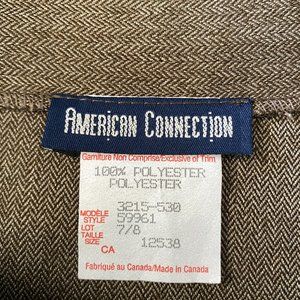 AMERICAN CONNECTION
Garniture Non Comprise/Exclusive of Trim
100% POLYESTER
POLYESTER
3215-530
MODÈLE
STYLE 59961
LOT
TAILLE 7/8
SIZE
CA 12538
Fabriqué au Canada/Made in Canada